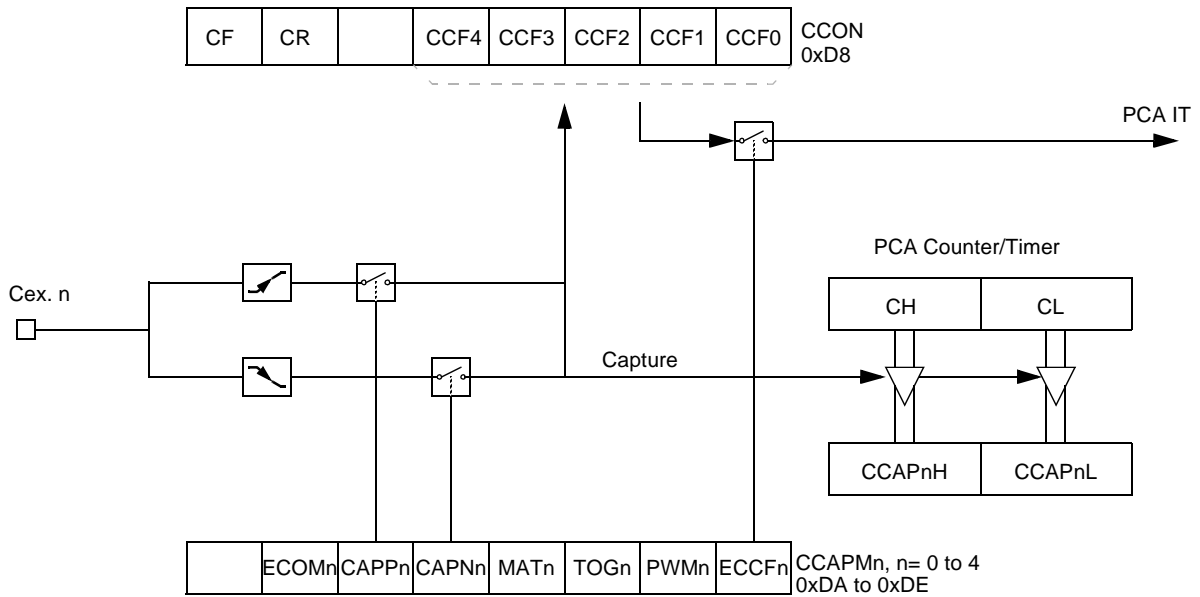 CF CR CCF4 CCF3 CCF2 CCF1 CCF0 CCON
0xD8
PCA IT
PCA Counter/Timer
Cex. n
CH CL
Capture
CCAPnH CCAPnL
ECOMn CAPPn CAPNn MATn TOGn PWMn ECCFn CCAPMn, n= 0 to 4
0xDA to 0xDE